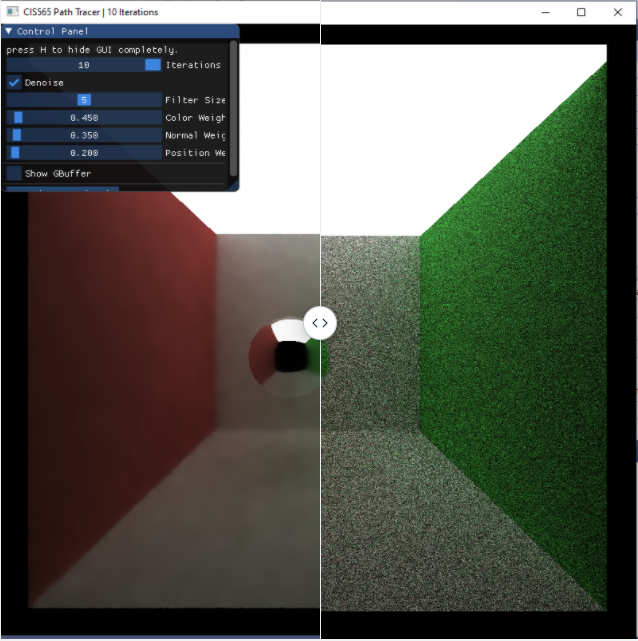 CIS565 Path Tracer | 10 Iterations
Control Panel
press H to hide GUI completely.
10 Iterations
Denoise
5 Filter Size
0.450 Color Weigh
0.350 Normal Weig
0.200 Position We
Show GBuffer